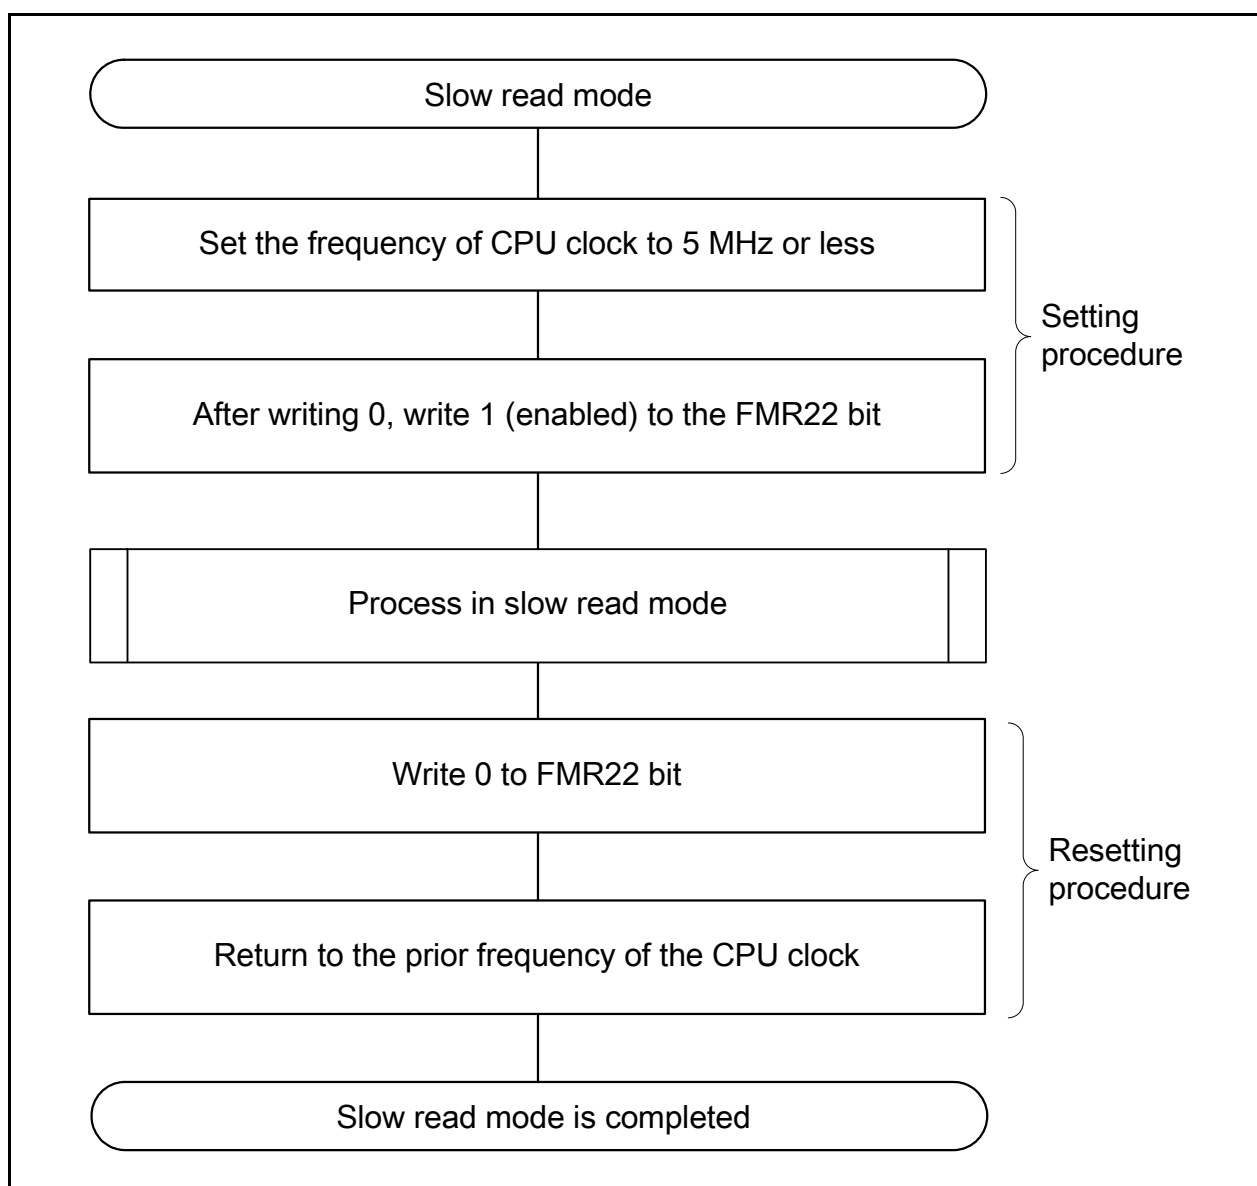 Slow read mode
Set the frequency of CPU clock to 5 MHz or less
Setting
procedure
After writing 0, write 1 (enabled) to the FMR22 bit
Process in slow read mode
Write 0 to FMR22 bit
Resetting
procedure
Return to the prior frequency of the CPU clock
Slow read mode is completed